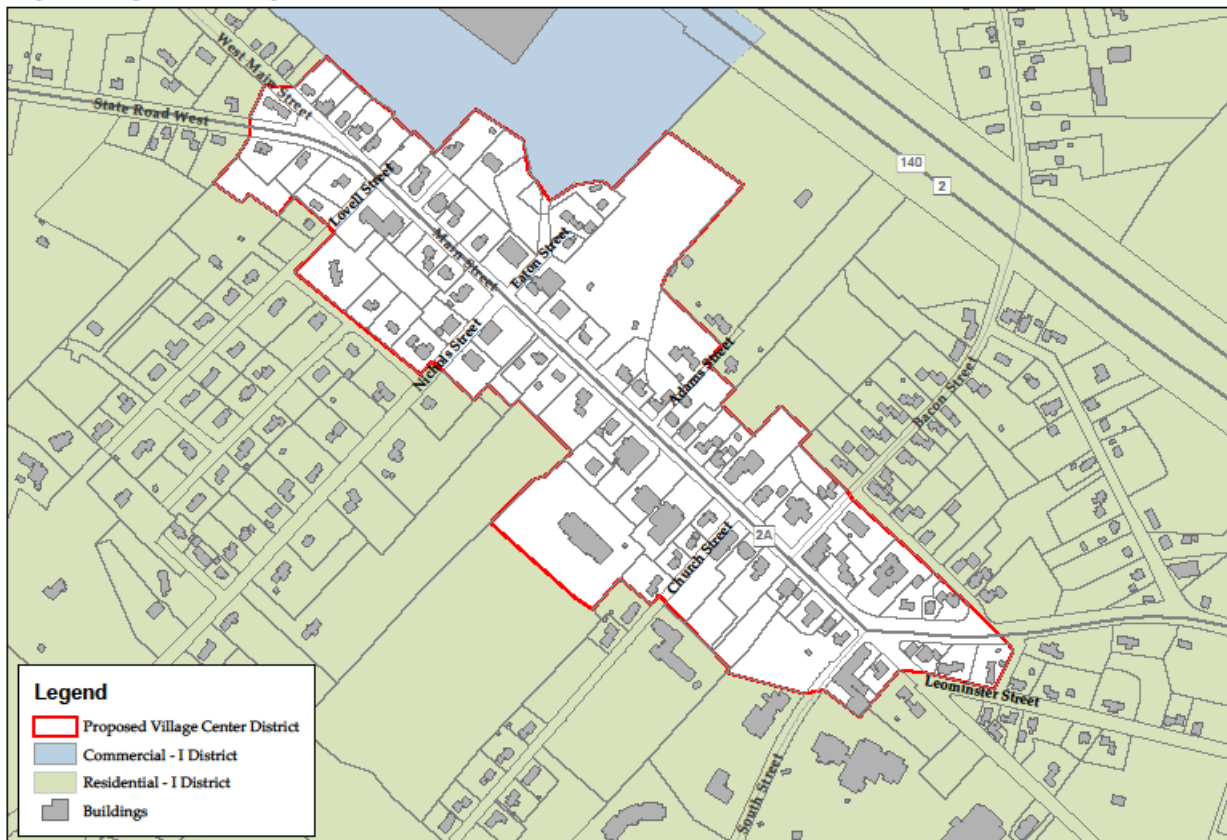 West Main Street
State Road West
Lovell Street
Main Street
Eaton Street
Nichols Street
Adams Street
Bacon Street
Church Street
140
2
2A
Leominster Street
South Street
Legend
Proposed Village Center District
Commercial - I District
Residential - I District
Buildings